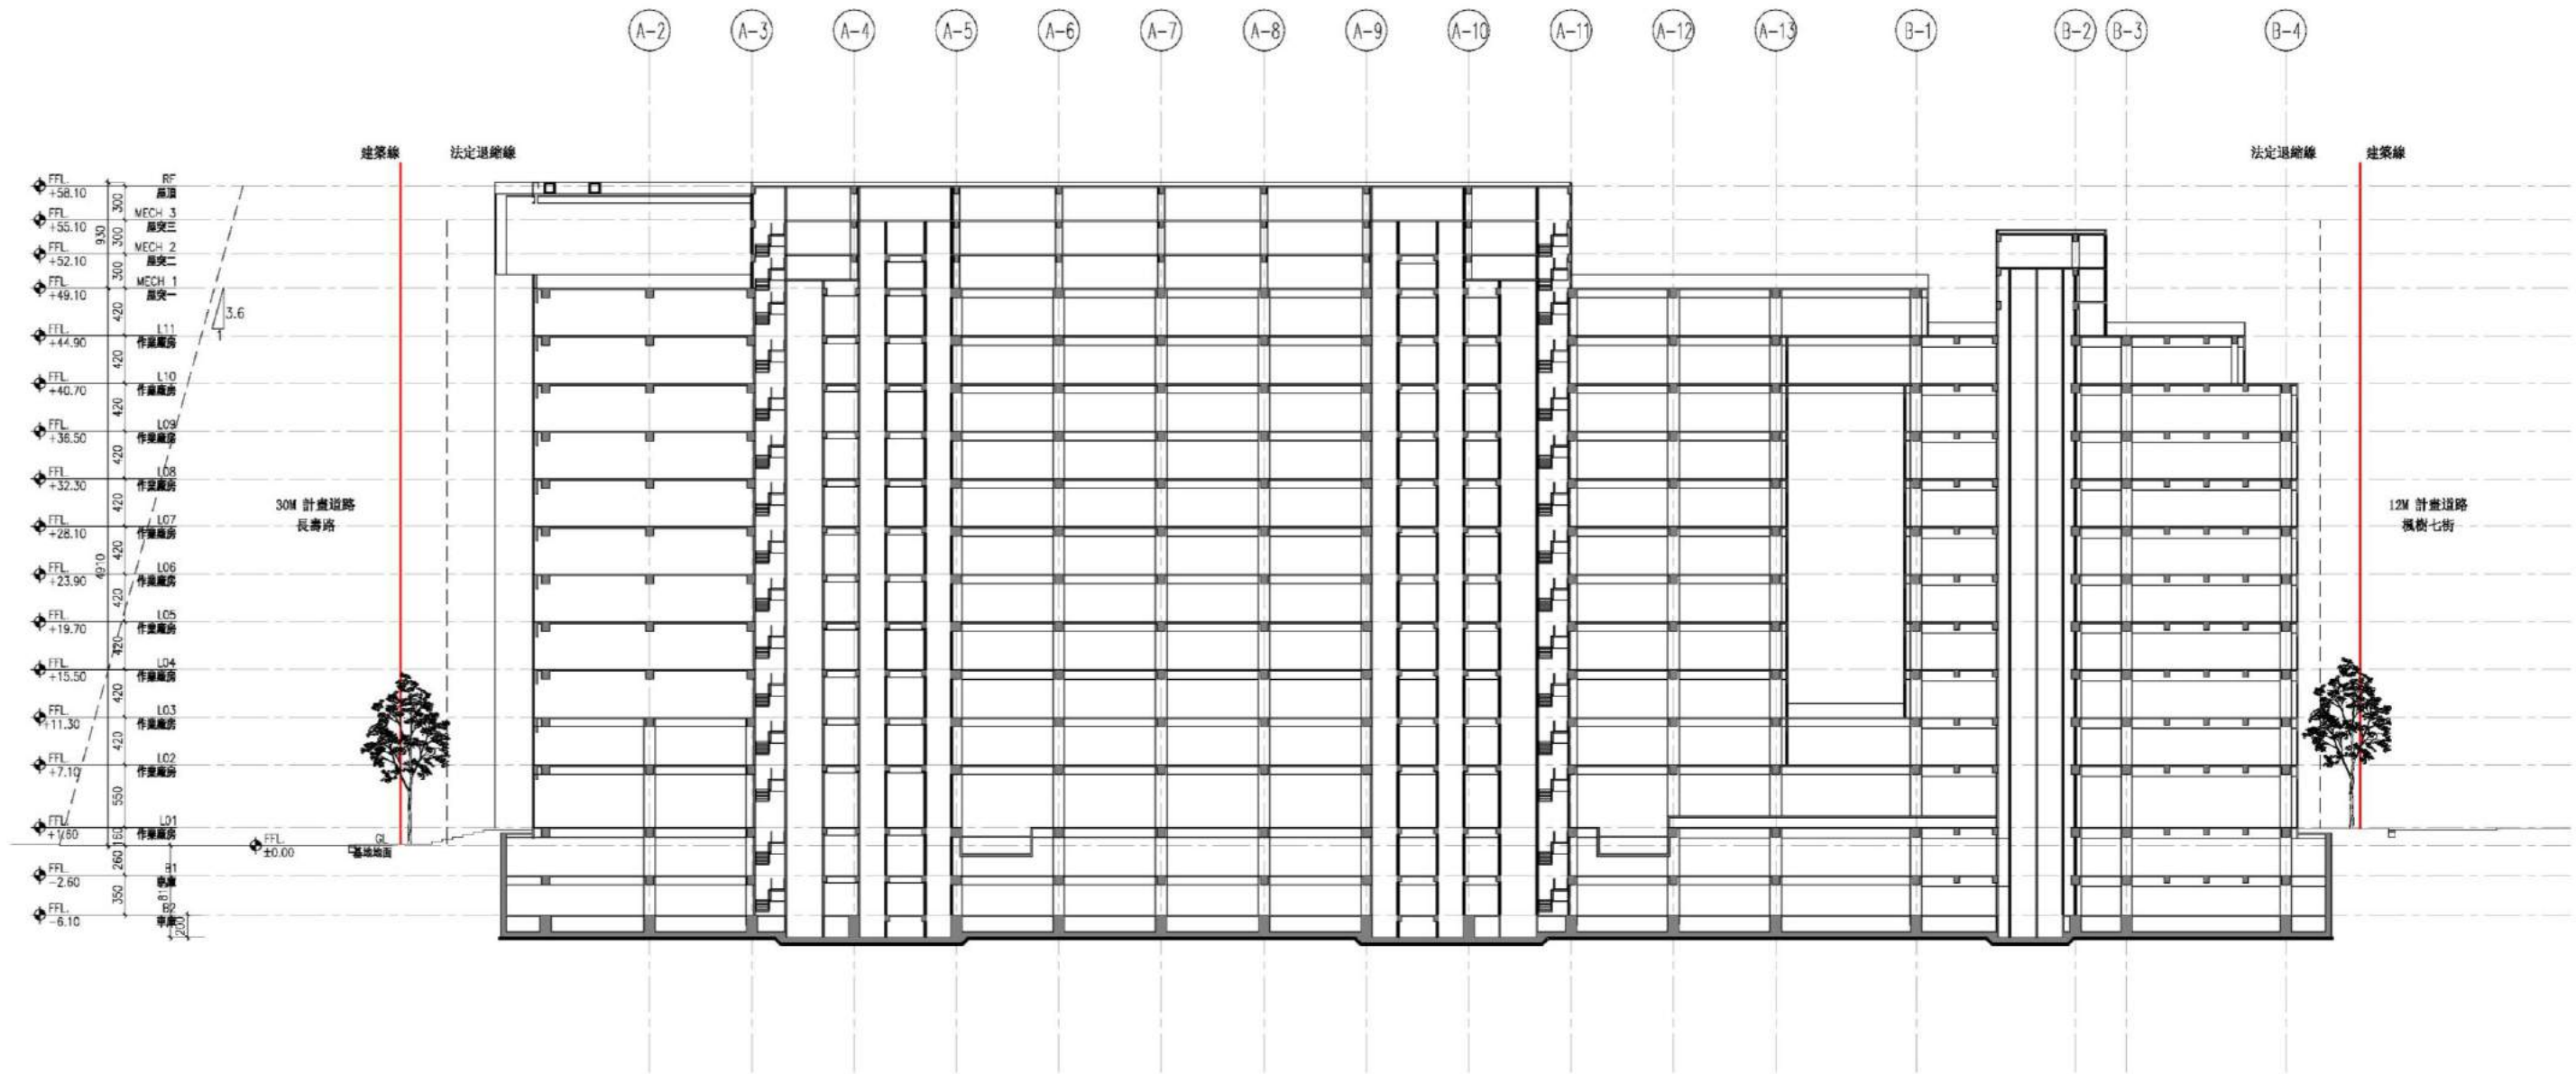 A-2 A-3 A-4 A-5 A-6 A-7 A-8 A-9 A-10 A-11 A-12 A-13 B-1 B-2 B-3 B-4
建築線 法定退縮線 法定退縮線 建築線
FFL. RF
+58.10 屋頂
300
FFL. MECH 3
+55.10 屋突三
930
300
FFL. MECH 2
+52.10 屋突二
300
FFL. MECH 1
+49.10 屋突一
3.6
1
420
FFL. L11
+44.90 作業廠房
420
FFL. L10
+40.70 作業廠房
420
FFL. L09
+36.50 作業廠房
420
FFL. L08
+32.30 作業廠房
420
30M 計畫道路
長壽路
12M 計畫道路
楓樹七街
FFL. L07
+28.10 作業廠房
4910
420
FFL. L06
+23.90 作業廠房
420
FFL. L05
+19.70 作業廠房
420
FFL. L04
+15.50 作業廠房
420
FFL. L03
+11.30 作業廠房
420
FFL. L02
+7.10 作業廠房
550
FFL. L01
+1.60 作業廠房
160
FFL. GL
±0.00 基地地面
260
FFL. B1
-2.60 車庫
350
FFL. B2
-6.10 車庫
200